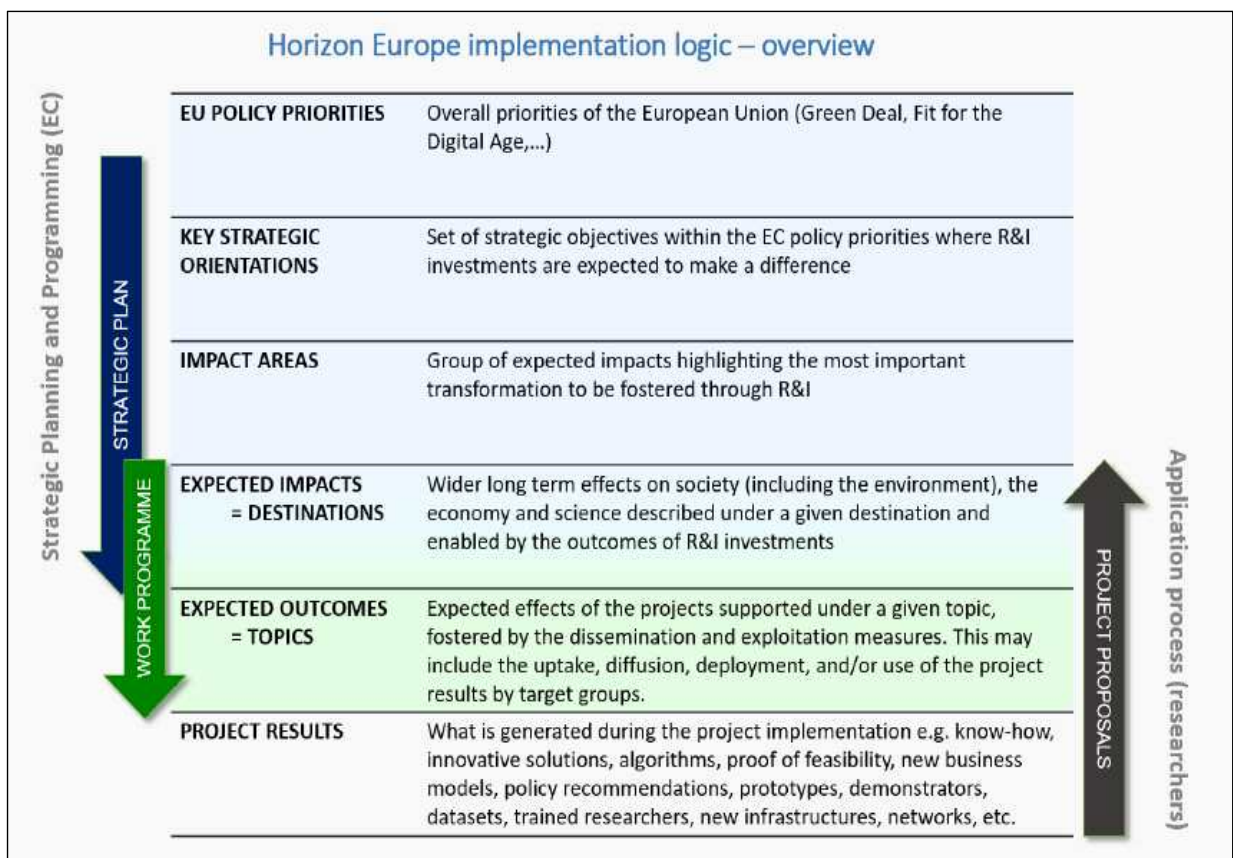 Horizon Europe implementation logic – overview
Strategic Planning and Programming (EC)
STRATEGIC PLAN
WORK PROGRAMME
EU POLICY PRIORITIES
Overall priorities of the European Union (Green Deal, Fit for the
Digital Age,...)
KEY STRATEGIC
ORIENTATIONS
Set of strategic objectives within the EC policy priorities where R&I
investments are expected to make a difference
IMPACT AREAS
Group of expected impacts highlighting the most important
transformation to be fostered through R&I
EXPECTED IMPACTS
= DESTINATIONS
Wider long term effects on society (including the environment), the
economy and science described under a given destination and
enabled by the outcomes of R&I investments
EXPECTED OUTCOMES
= TOPICS
Expected effects of the projects supported under a given topic,
fostered by the dissemination and exploitation measures. This may
include the uptake, diffusion, deployment, and/or use of the project
results by target groups.
PROJECT RESULTS
What is generated during the project implementation e.g. know-how,
innovative solutions, algorithms, proof of feasibility, new business
models, policy recommendations, prototypes, demonstrators,
datasets, trained researchers, new infrastructures, networks, etc.
PROJECT PROPOSALS
Application process (researchers)